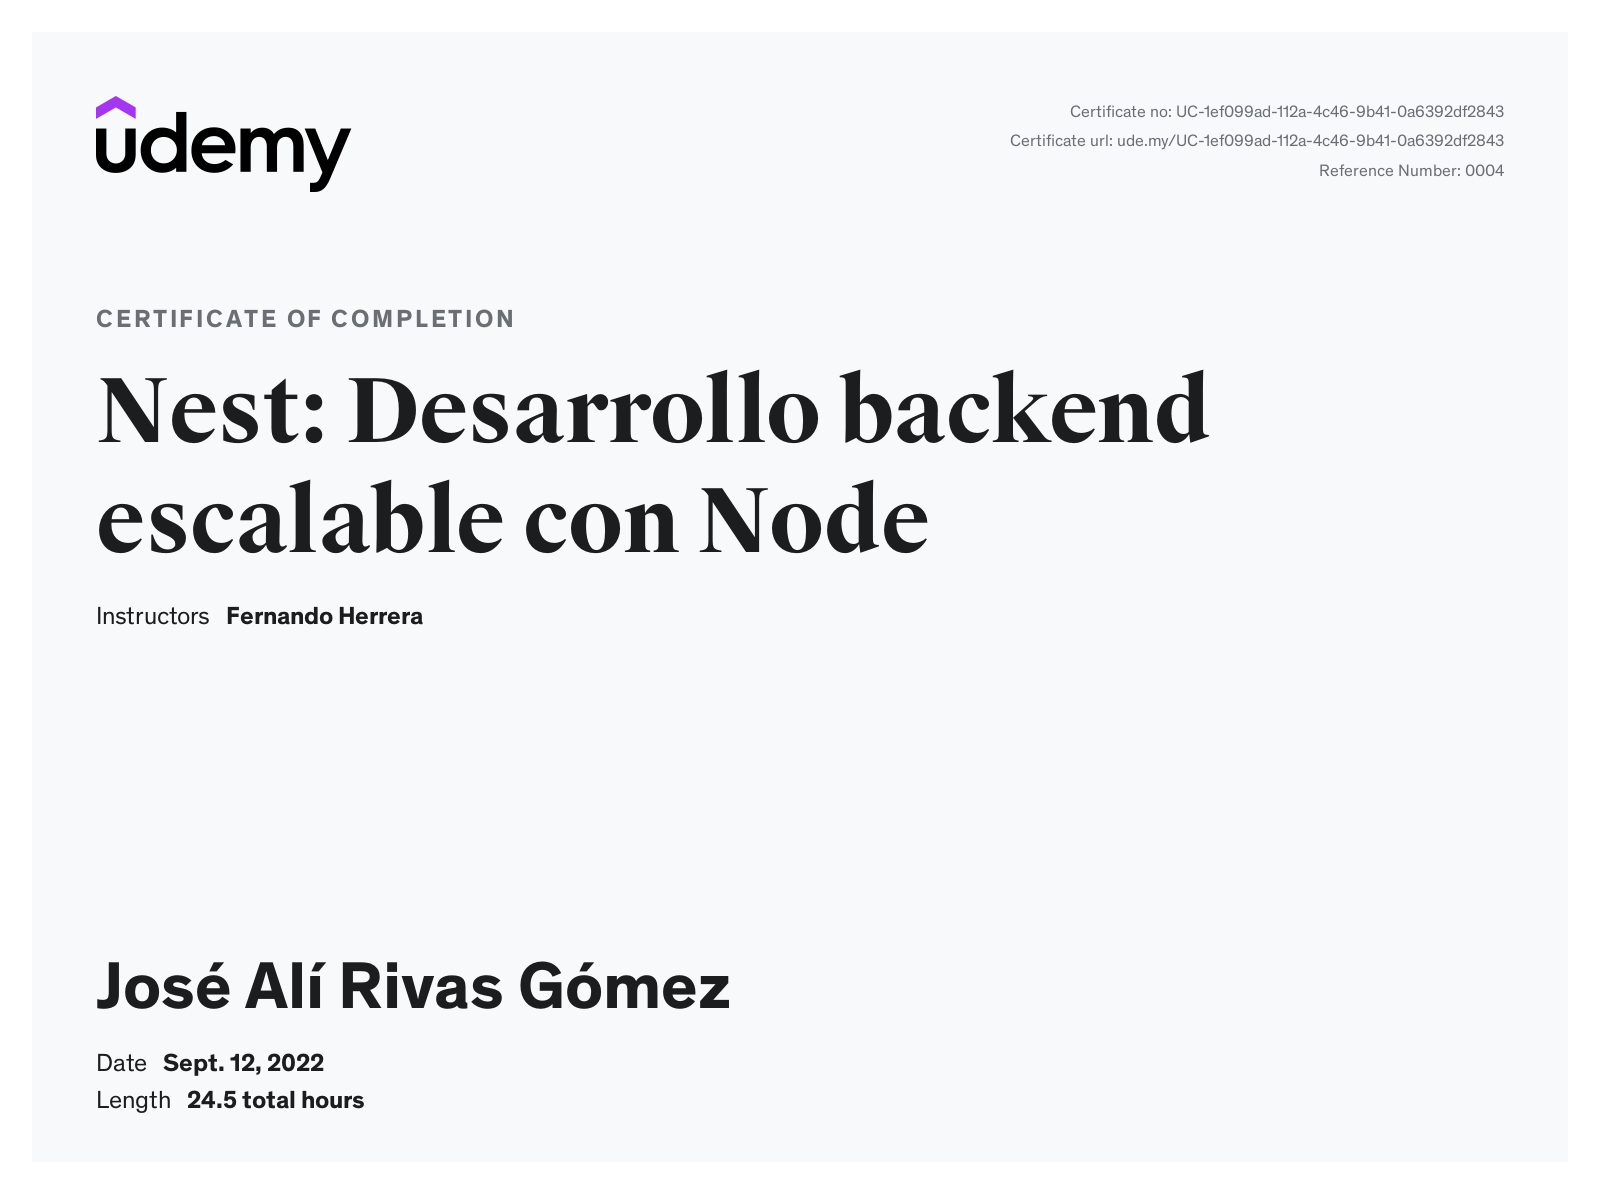 udemy
Certificate no: UC-1ef099ad-112a-4c46-9b41-0a6392df2843
Certificate url: ude.my/UC-1ef099ad-112a-4c46-9b41-0a6392df2843
Reference Number: 0004
CERTIFICATE OF COMPLETION
Nest: Desarrollo backend
escalable con Node
Instructors Fernando Herrera
José Alí Rivas Gómez
Date Sept. 12, 2022
Length 24.5 total hours